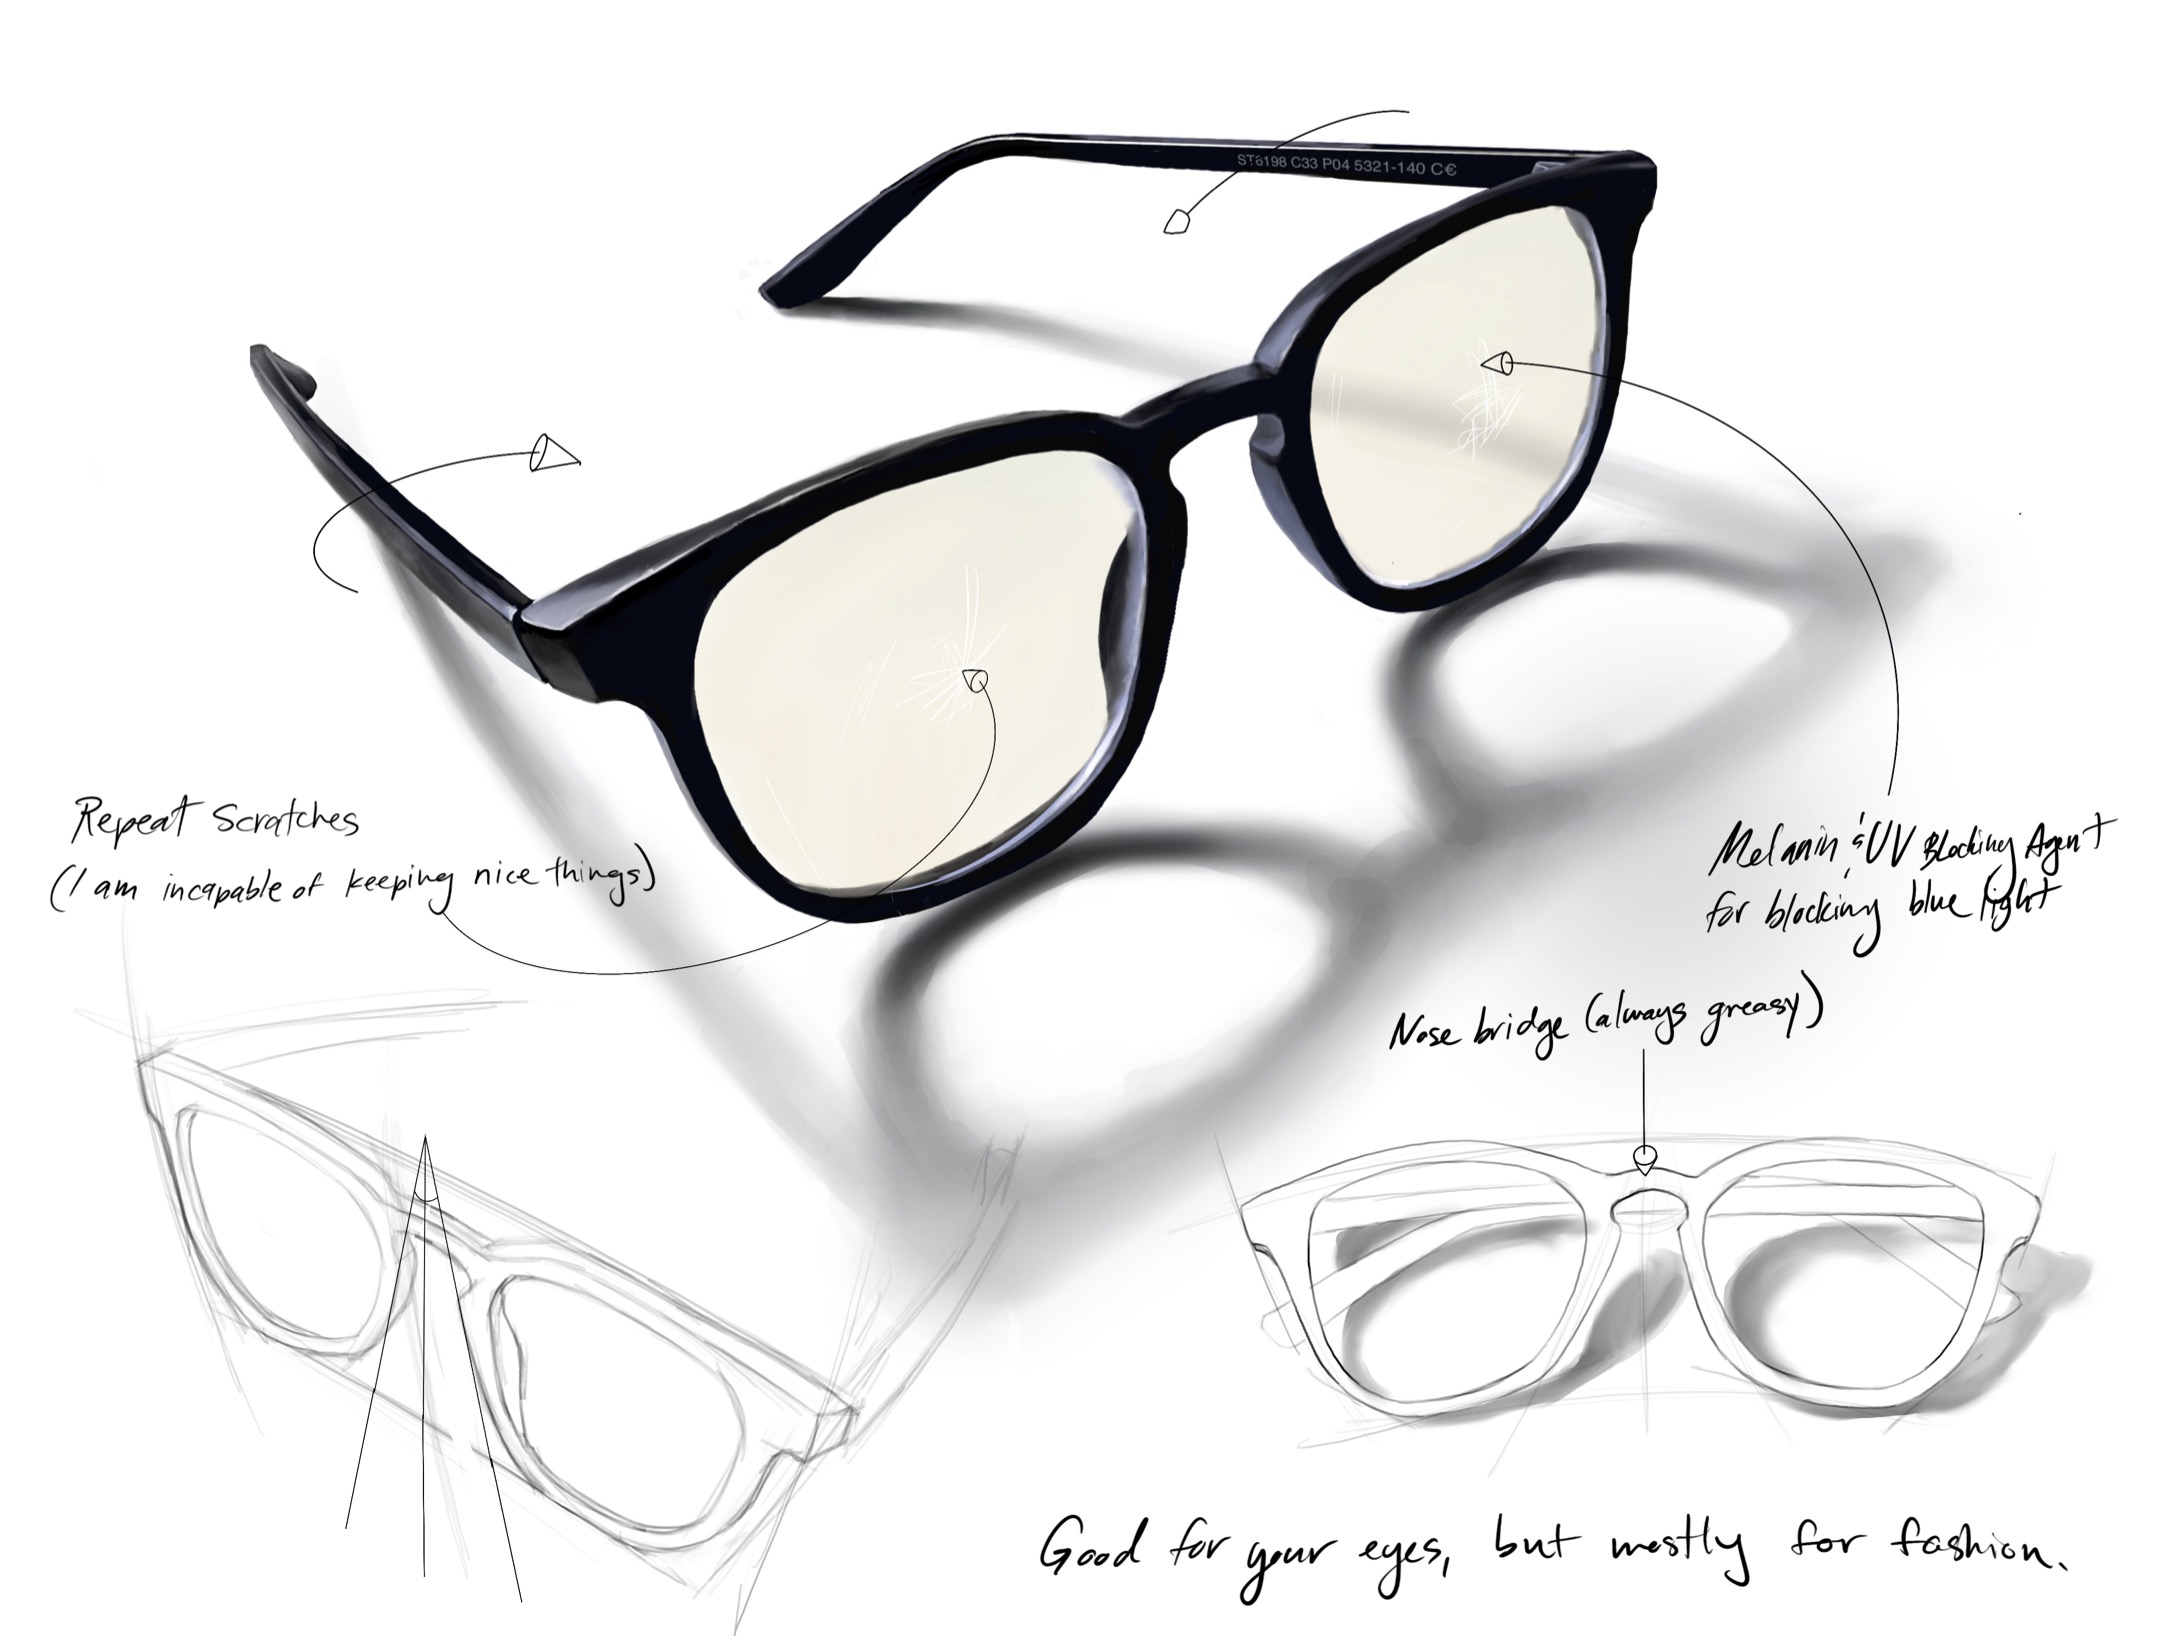 ST6198 C33 P04 5321-140 C€
Repeat Scratches
(I am incapable of keeping nice things)
Melanin & UV Blocking Agent
for blocking blue light
Nose bridge (always greasy)
Good for your eyes, but mostly for fashion.